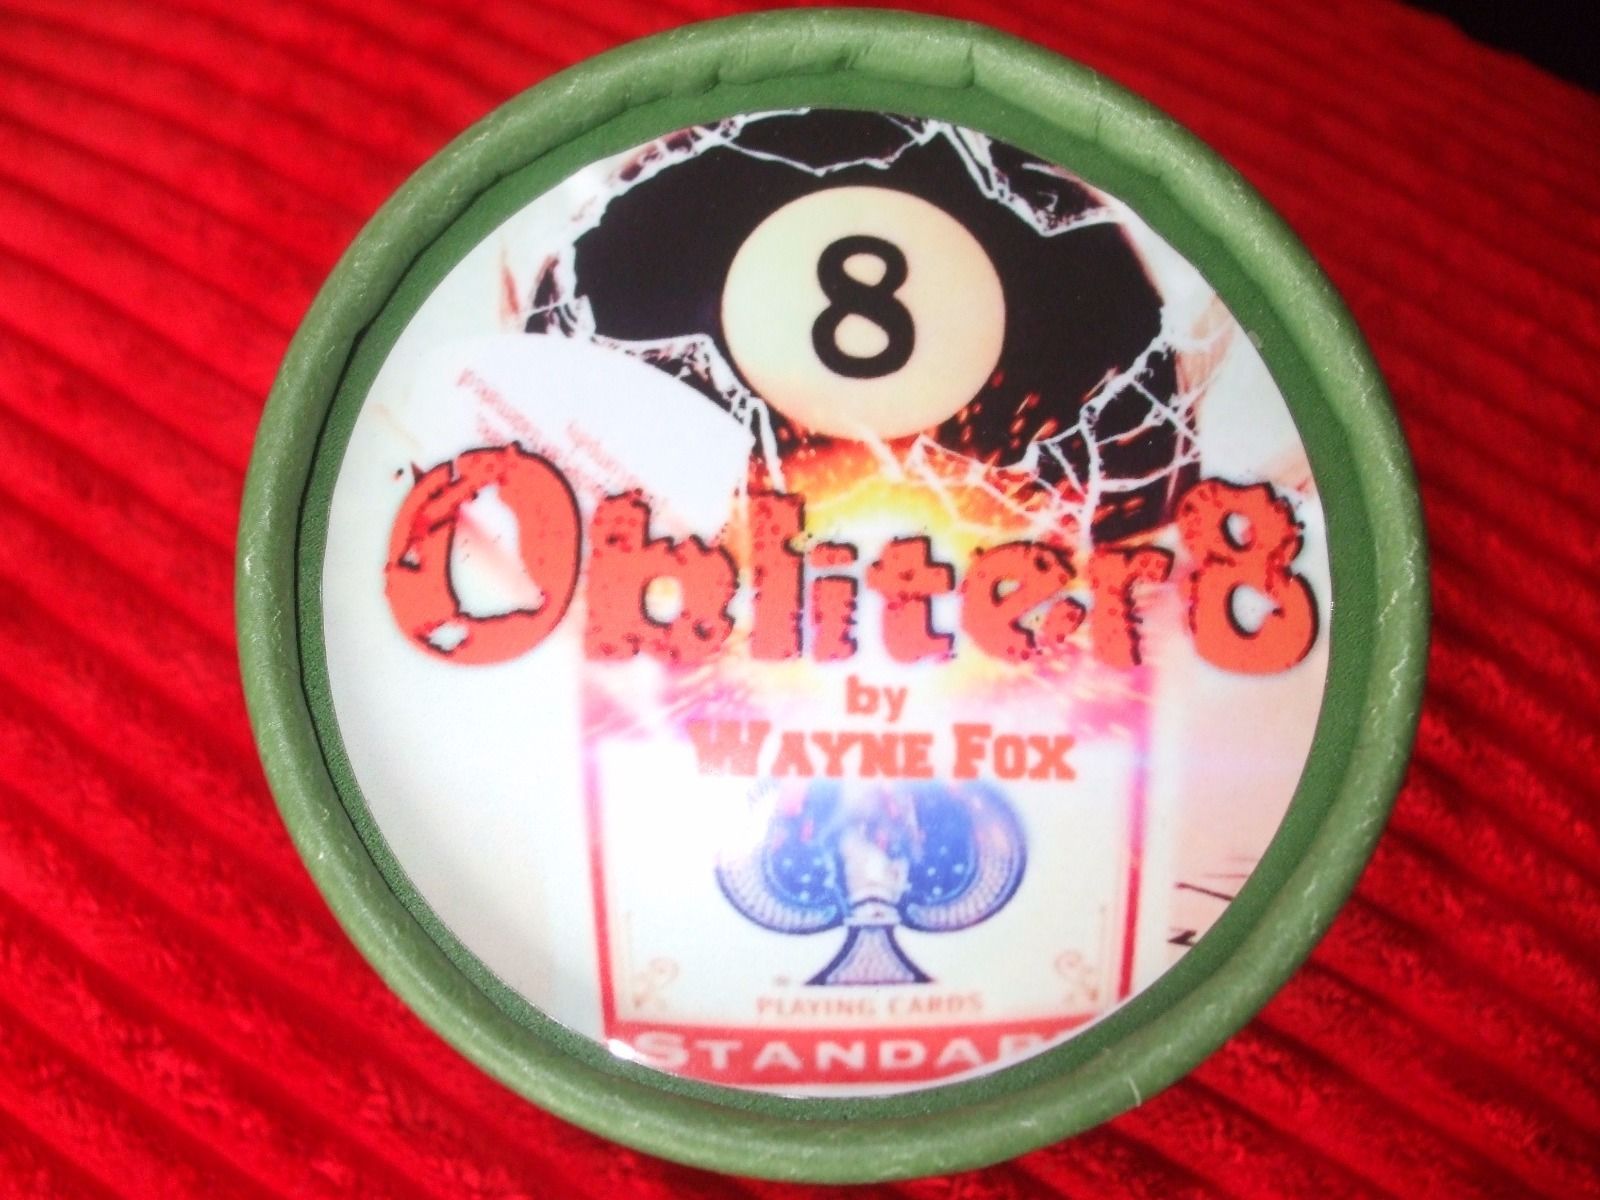 8
Obliter8
by
WAYNE FOX
PLAYING CARDS
STANDAR